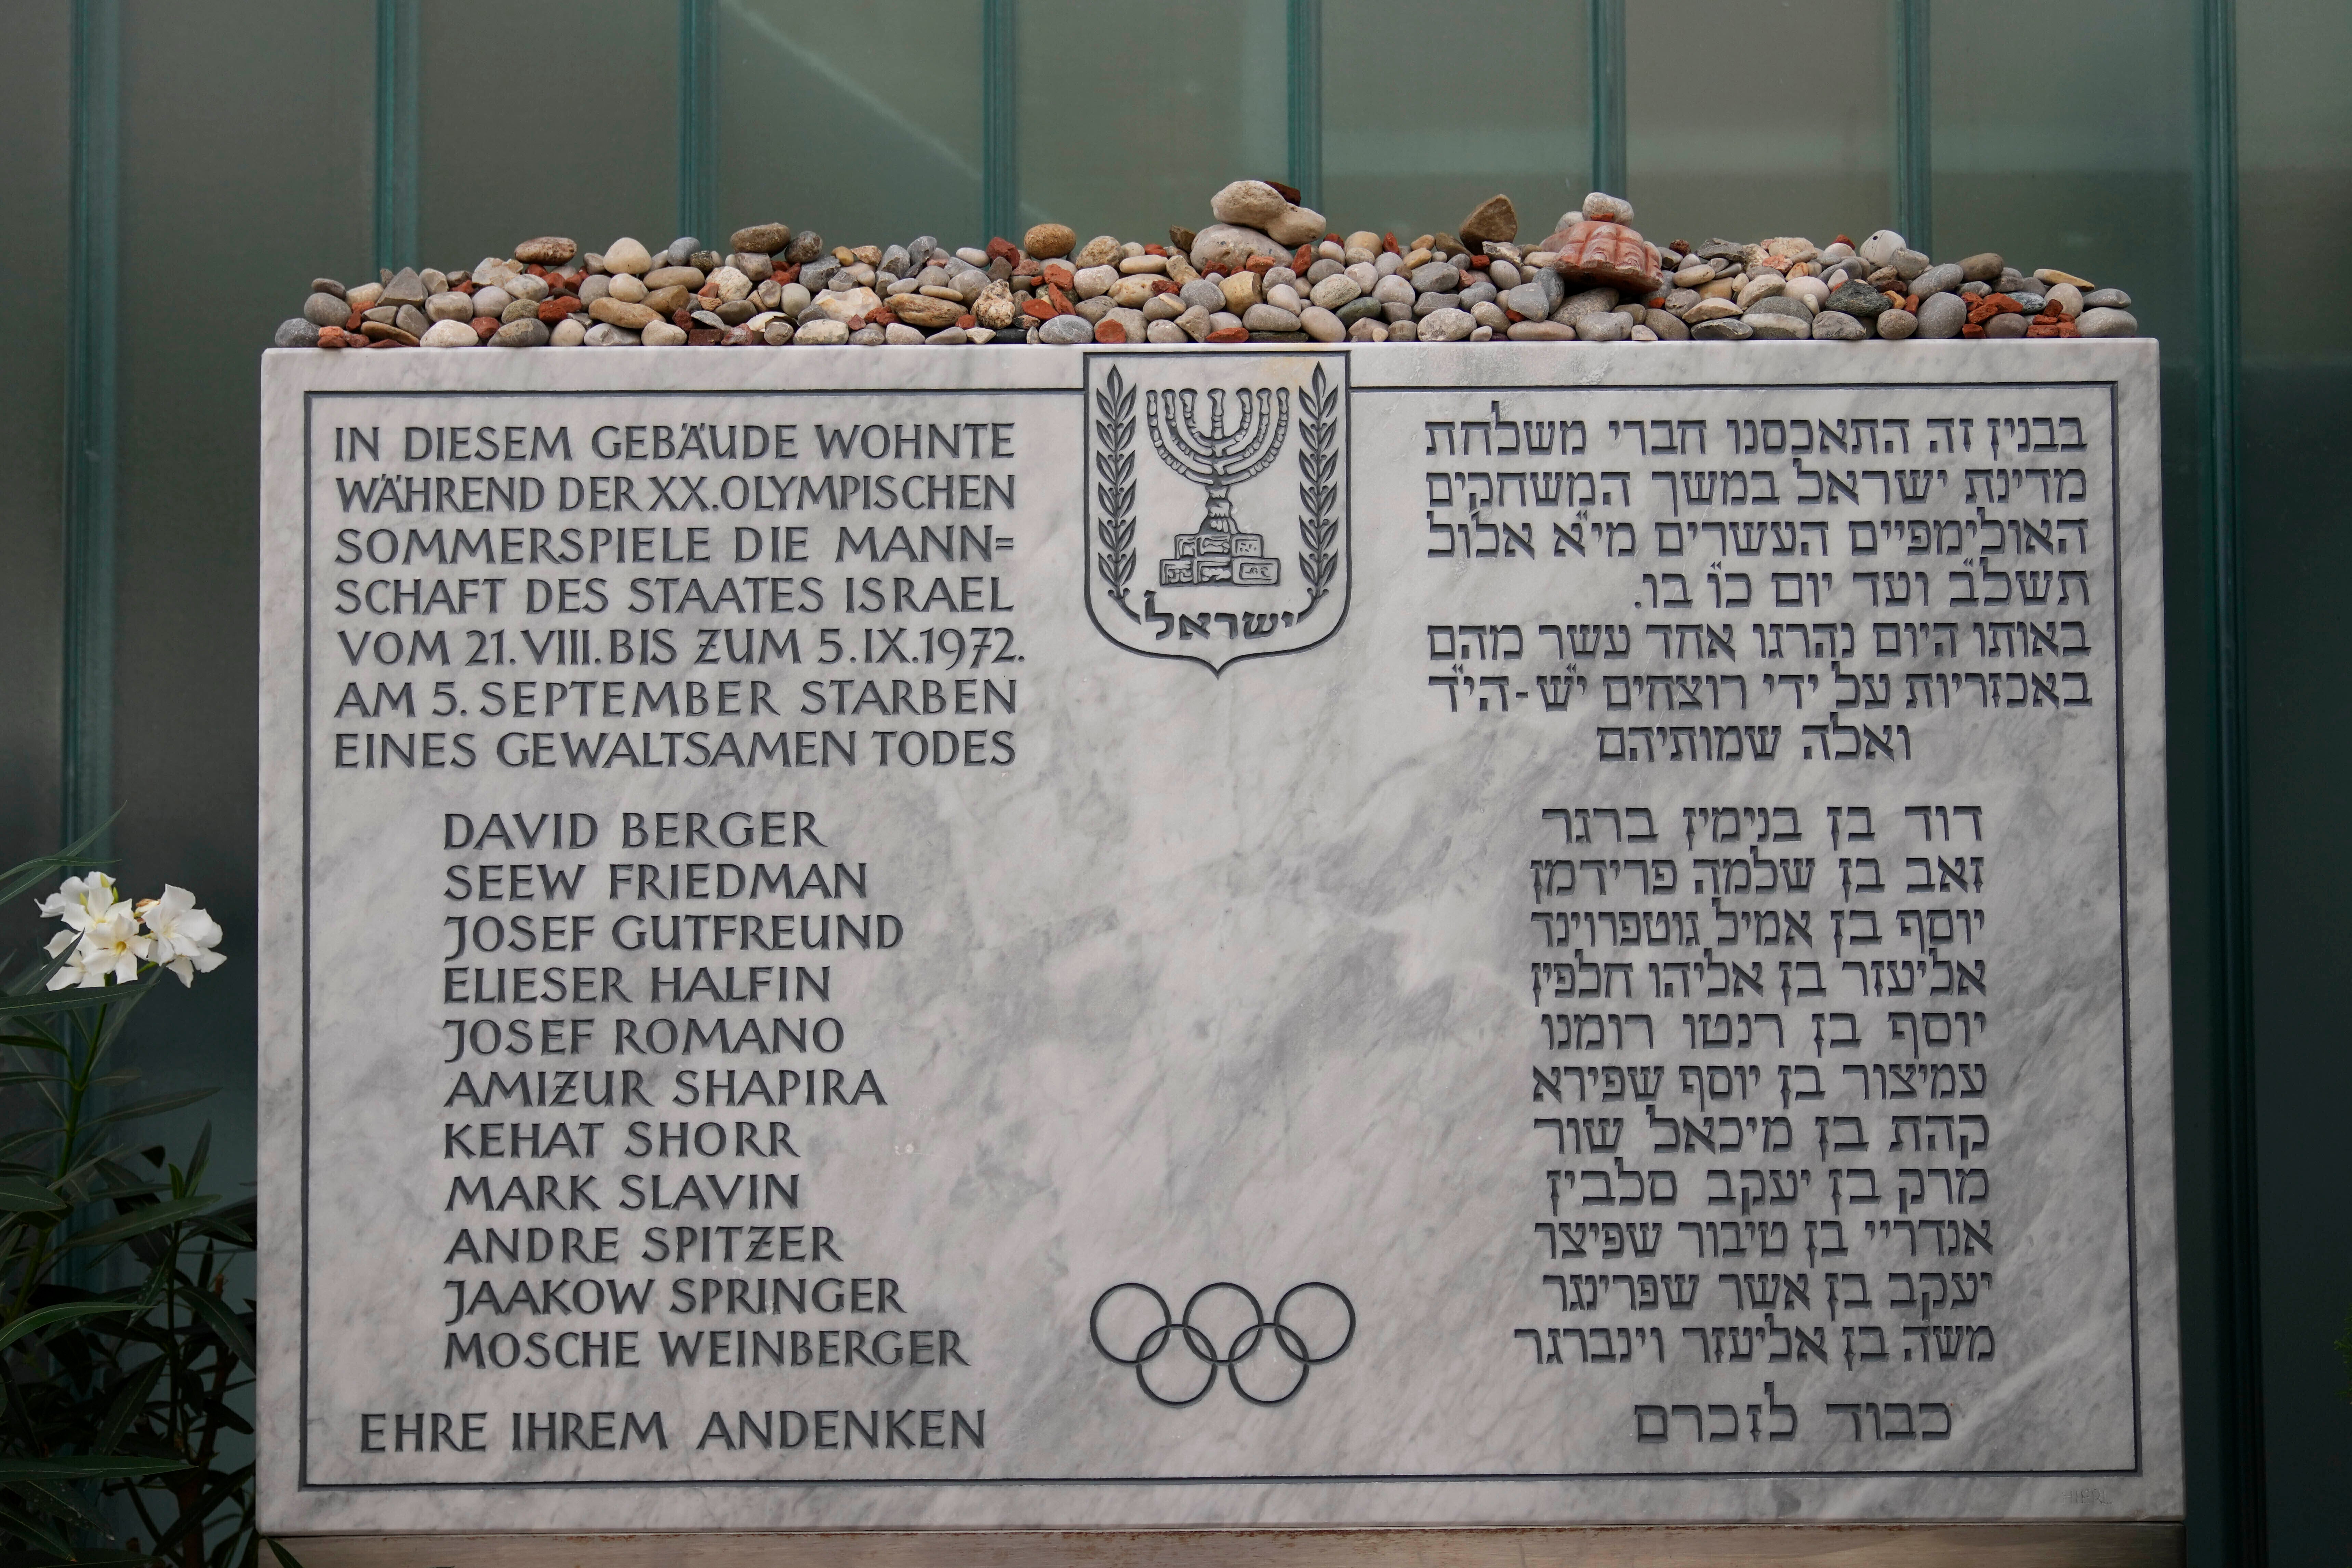 IN DIESEM GEBÄUDE WOHNTE
WÄHREND DER XX. OLYMPISCHEN
SOMMERSPIELE DIE MANN=
SCHAFT DES STAATES ISRAEL
VOM 21. VIII. BIS ZUM 5. IX. 1972.
AM 5. SEPTEMBER STARBEN
EINES GEWALTSAMEN TODES
DAVID BERGER
SEEW FRIEDMAN
JOSEF GUTFREUND
ELIESER HALFIN
JOSEF ROMANO
AMIZUR SHAPIRA
KEHAT SHORR
MARK SLAVIN
ANDRE SPITZER
JAAKOW SPRINGER
MOSCHE WEINBERGER
EHRE IHREM ANDENKEN
ישראל
בבנין זה התאכסנו חברי משלחת
מדינת ישראל במשך המשחקים
האולימפיים העשרים מי״א אלול
תשל״ב ועד יום כ״ו בו.
באותו היום נהרגו אחד עשר מהם
באכזריות על ידי רוצחים י״ש-הי״ד
ואלה שמותיהם
דוד בן בנימין ברגר
זאב בן שלמה פרידמן
יוסף בן אמיל גוטפרוינד
אליעזר בן אליהו חלפין
יוסף בן רנטו רומנו
עמיצור בן יוסף שפירא
קהת בן מיכאל שור
מרק בן יעקב סלבין
אנדריי בן טיבור שפיצר
יעקב בן אשר שפרינגר
משה בן אליעזר וינברגר
כבוד לזכרם